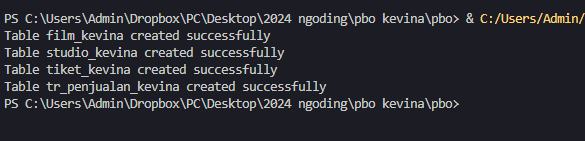 PS C:\Users\Admin\Dropbox\PC\Desktop\2024 ngoding\pbo kevina\pbo> & C:/Users/Admin/
Table film_kevina created successfully
Table studio_kevina created successfully
Table tiket_kevina created successfully
Table tr_penjualan_kevina created successfully
PS C:\Users\Admin\Dropbox\PC\Desktop\2024 ngoding\pbo kevina\pbo>